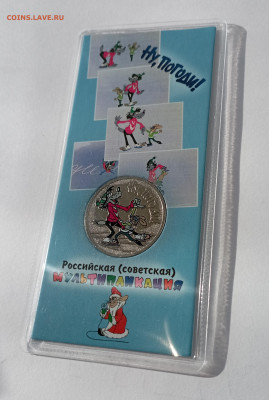 COINS.LAVE.RU
Ну, погоди!
Российская (советская)
МУЛЬТИПЛИКАЦИЯ